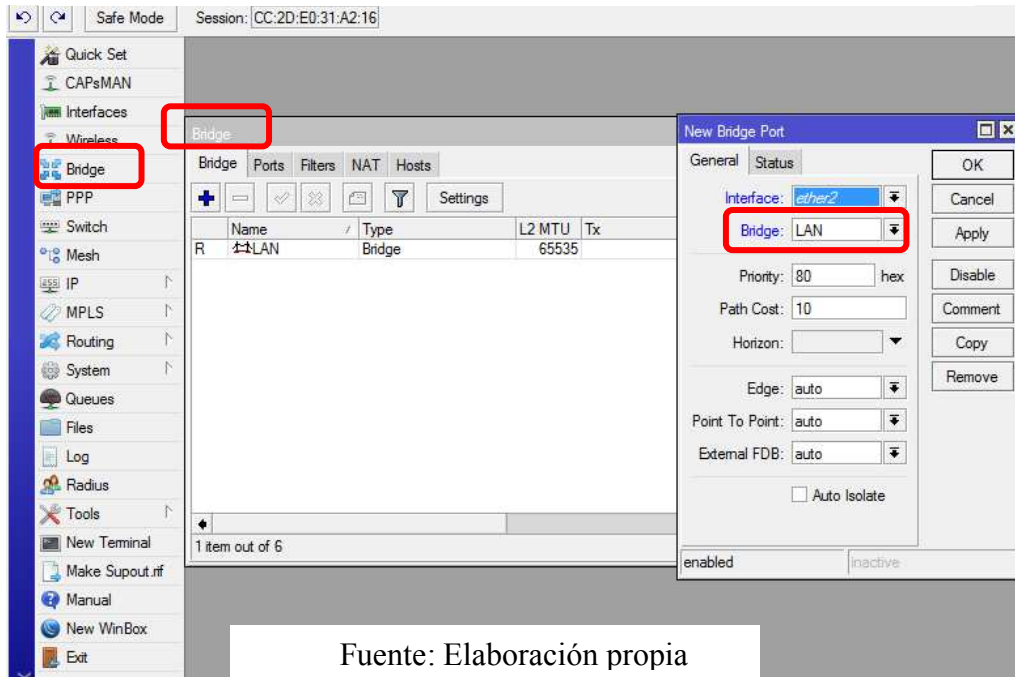 Safe Mode Session: CC:2D:E0:31:A2:16
Quick Set
CAPsMAN
Interfaces
Wireless
Bridge
PPP
Switch
Mesh
IP
MPLS
Routing
System
Queues
Files
Log
Radius
Tools
New Terminal
Make Supout.rif
Manual
New WinBox
Exit
Bridge
Bridge Ports Filters NAT Hosts
Settings
Name / Type L2 MTU Tx
R LAN Bridge 65535
1 item out of 6
New Bridge Port
General Status
Interface: ether2
Bridge: LAN
Priority: 80 hex
Path Cost: 10
Horizon:
Edge: auto
Point To Point: auto
External FDB: auto
Auto Isolate
enabled inactive
OK
Cancel
Apply
Disable
Comment
Copy
Remove
Fuente: Elaboración propia